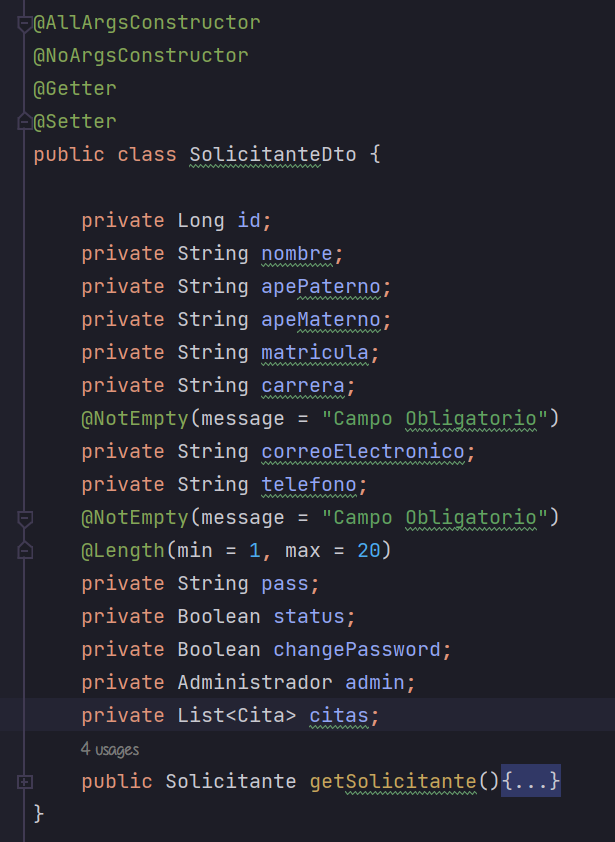 @AllArgsConstructor
@NoArgsConstructor
@Getter
@Setter
public class SolicitanteDto {
private Long id;
private String nombre;
private String apePaterno;
private String apeMaterno;
private String matricula;
private String carrera;
@NotEmpty(message = "Campo Obligatorio")
private String correoElectronico;
private String telefono;
@NotEmpty(message = "Campo Obligatorio")
@Length(min = 1, max = 20)
private String pass;
private Boolean status;
private Boolean changePassword;
private Administrador admin;
private List<Cita> citas;
4 usages
public Solicitante getSolicitante(){...}
}